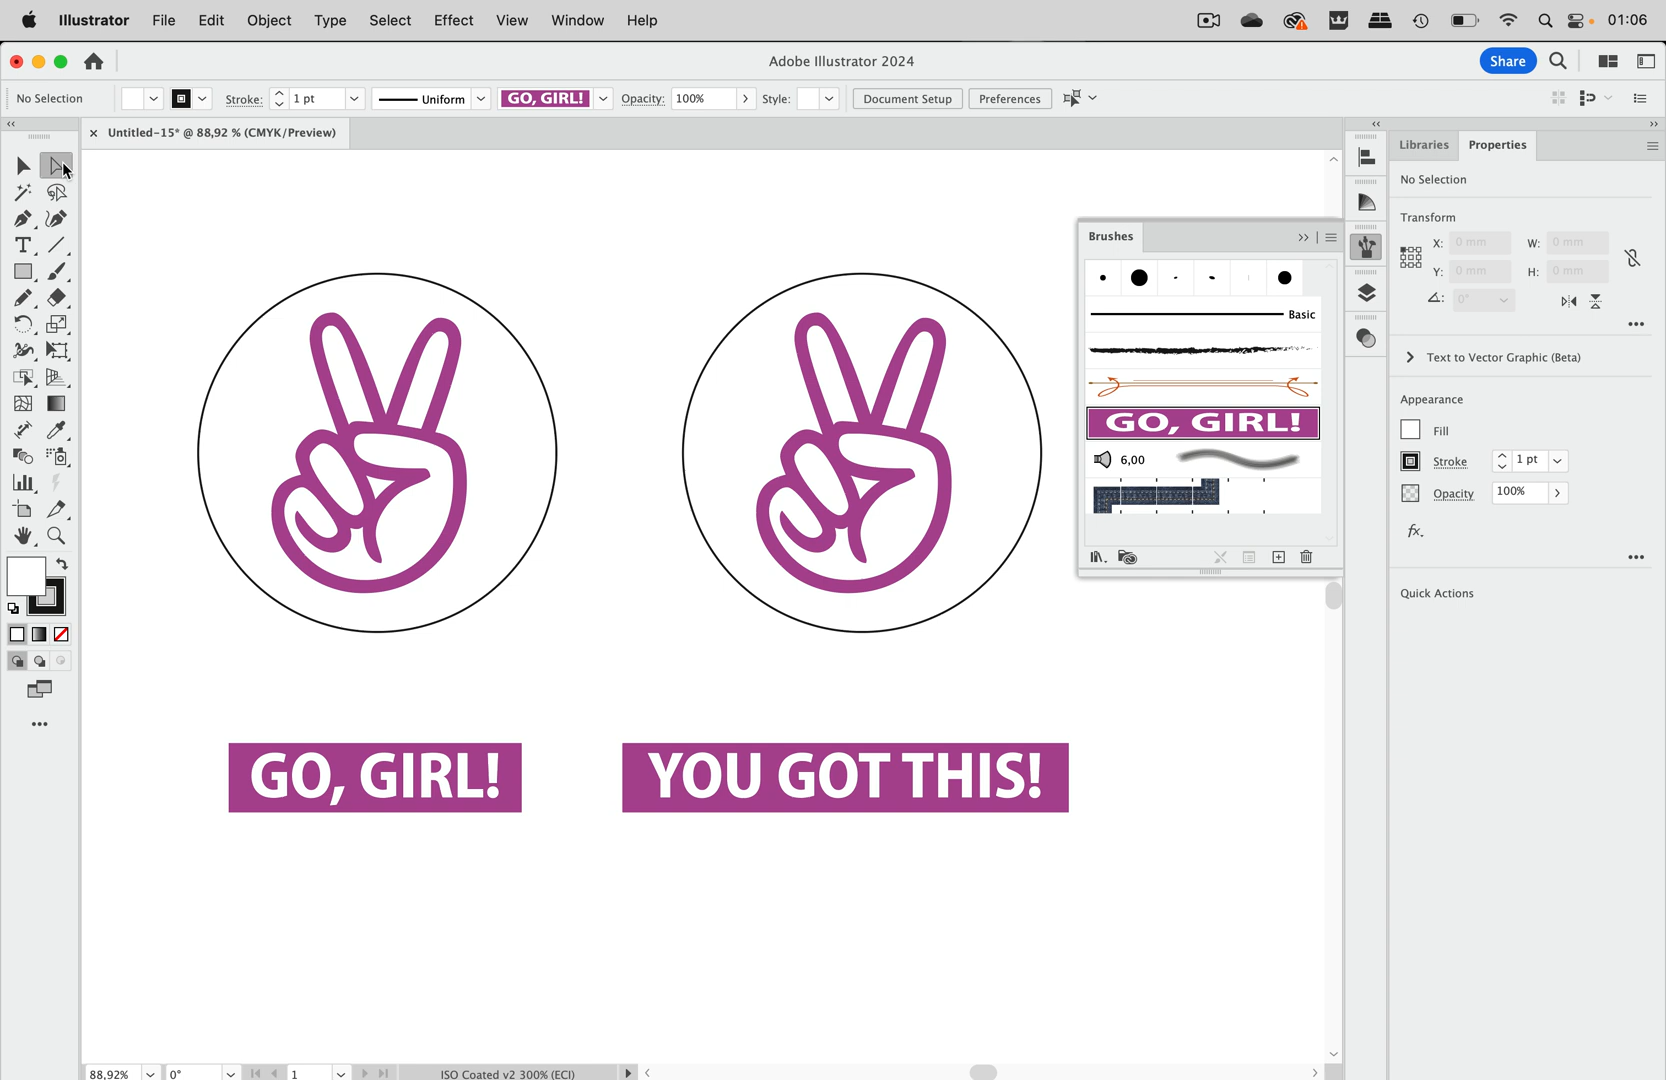 Illustrator File Edit Object Type Select Effect View Window Help 01:06
Adobe Illustrator 2024 Share
No Selection Stroke: 1 pt Uniform GO, GIRL! Opacity: 100% Style: Document Setup Preferences
Untitled-15* @ 88,92 % (CMYK/Preview)
Libraries Properties
No Selection
Transform
X: 0 mm W: 0 mm
Y: 0 mm H: 0 mm
0°
Text to Vector Graphic (Beta)
Appearance
Fill
Stroke 1 pt
Opacity 100%
fx.
Quick Actions
Brushes
Basic
GO, GIRL!
6,00
GO, GIRL!
YOU GOT THIS!
88,92% 0° 1 ISO Coated v2 300% (ECI)